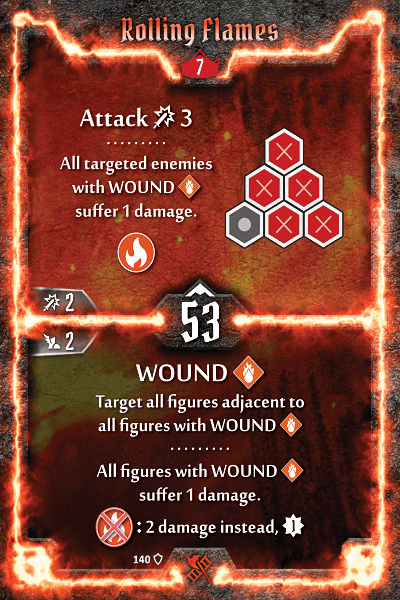 Rolling Flames
7
Attack 3
All targeted enemies
with WOUND
suffer 1 damage.
2
53
2
WOUND
Target all figures adjacent to
all figures with WOUND
All figures with WOUND
suffer 1 damage.
: 2 damage instead, 1
140